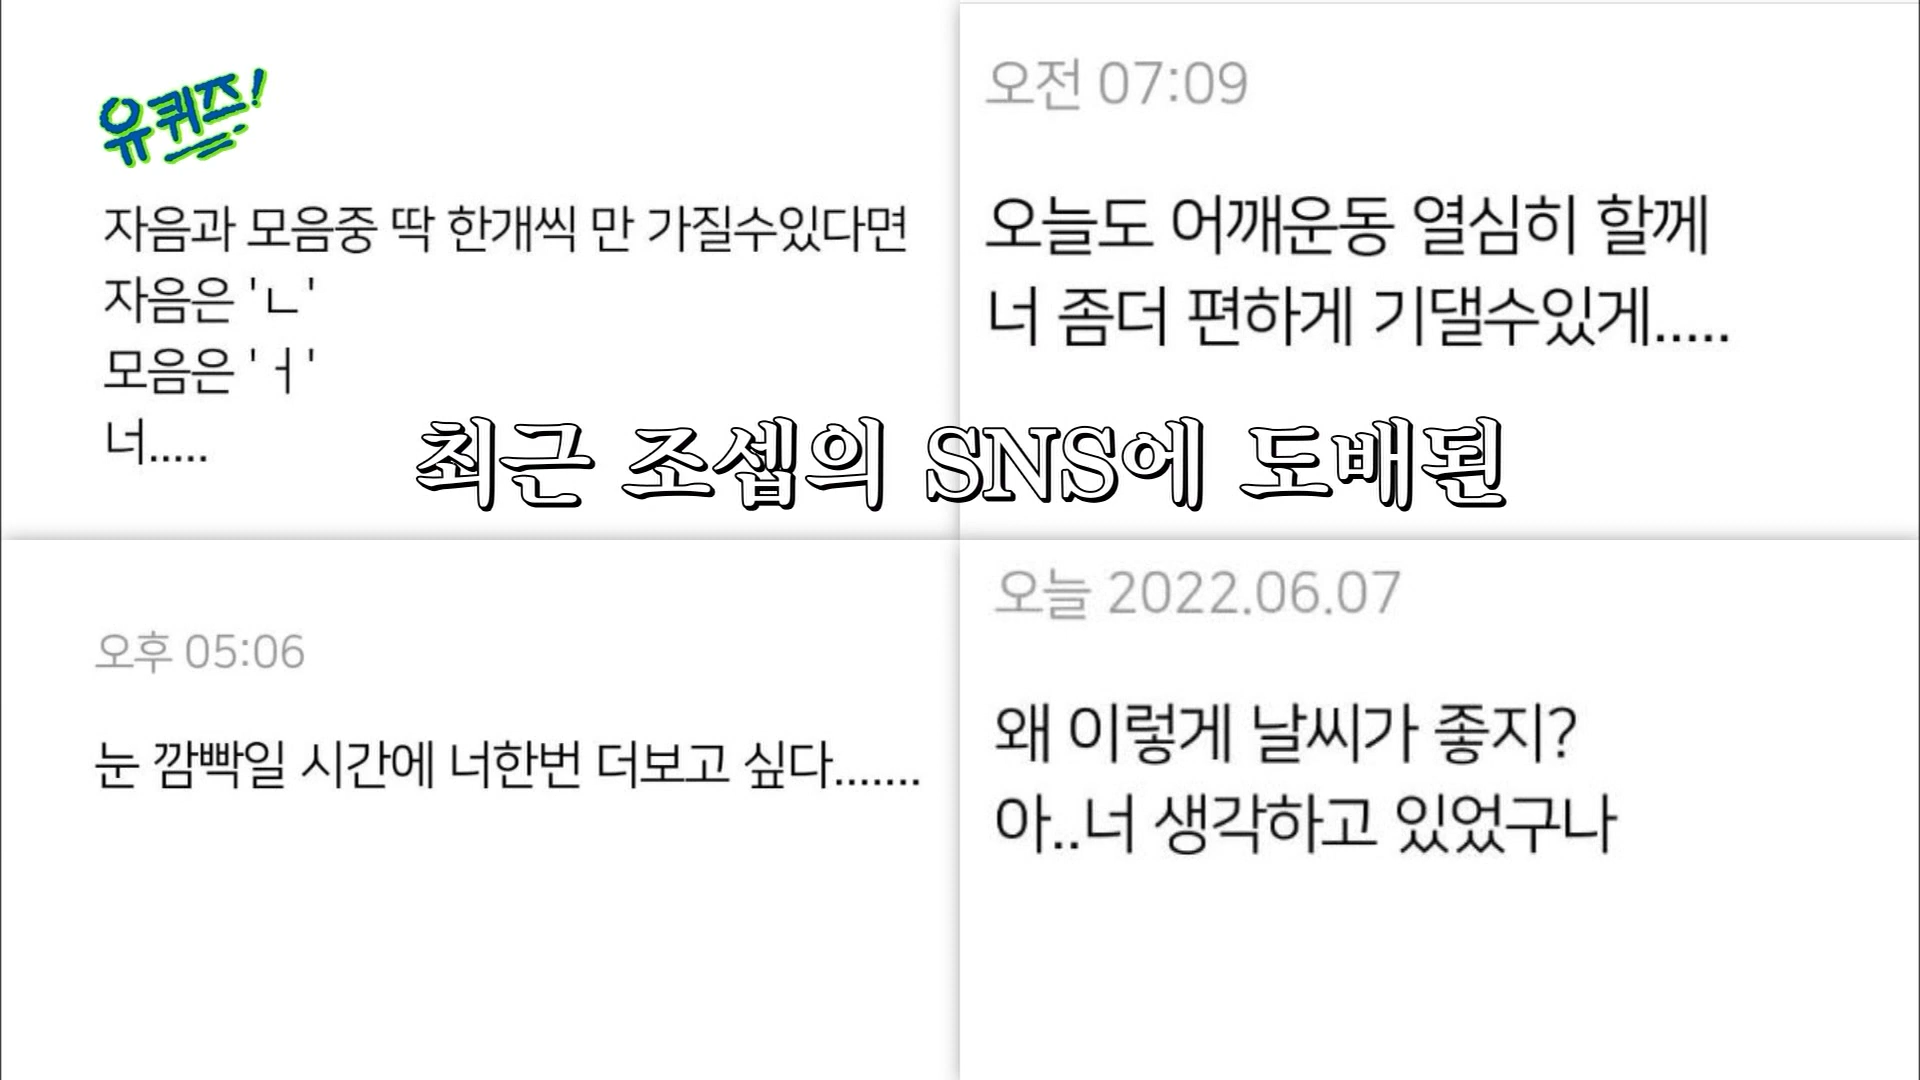 유퀴즈!
자음과 모음중 딱 한개씩 만 가질수있다면
자음은 'ㄴ'
모음은 'ㅓ'
너.....
오전 07:09
오늘도 어깨운동 열심히 할께
너 좀더 편하게 기댈수있게.....
최근 조셉의 SNS에 도배된
오후 05:06
눈 깜빡일 시간에 너한번 더보고 싶다.......
오늘 2022.06.07
왜 이렇게 날씨가 좋지?
아..너 생각하고 있었구나